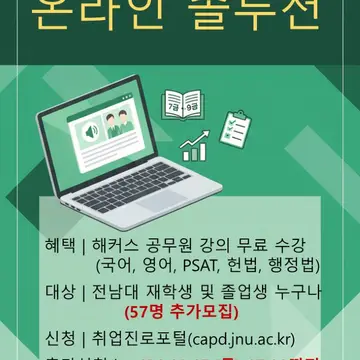 온라인 솔루션
7급 9급
혜택 | 해커스 공무원 강의 무료 수강
(국어, 영어, PSAT, 헌법, 행정법)
대상 | 전남대 재학생 및 졸업생 누구나
(57명 추가모집)
신청 | 취업진로포털(capd.jnu.ac.kr)